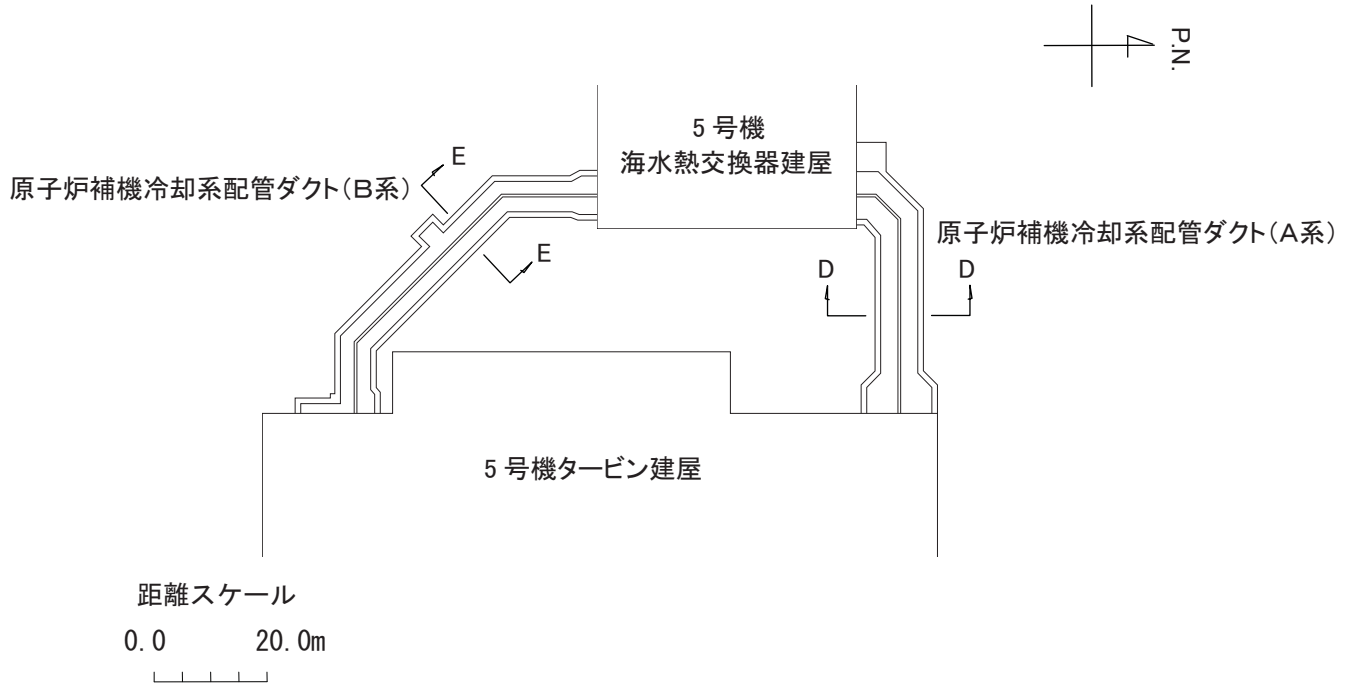 P.N.
5 号機
海水熱交換器建屋
E
原子炉補機冷却系配管ダクト(B系)
原子炉補機冷却系配管ダクト(A系)
E
D
D
5 号機タービン建屋
距離スケール
0.0 20.0m